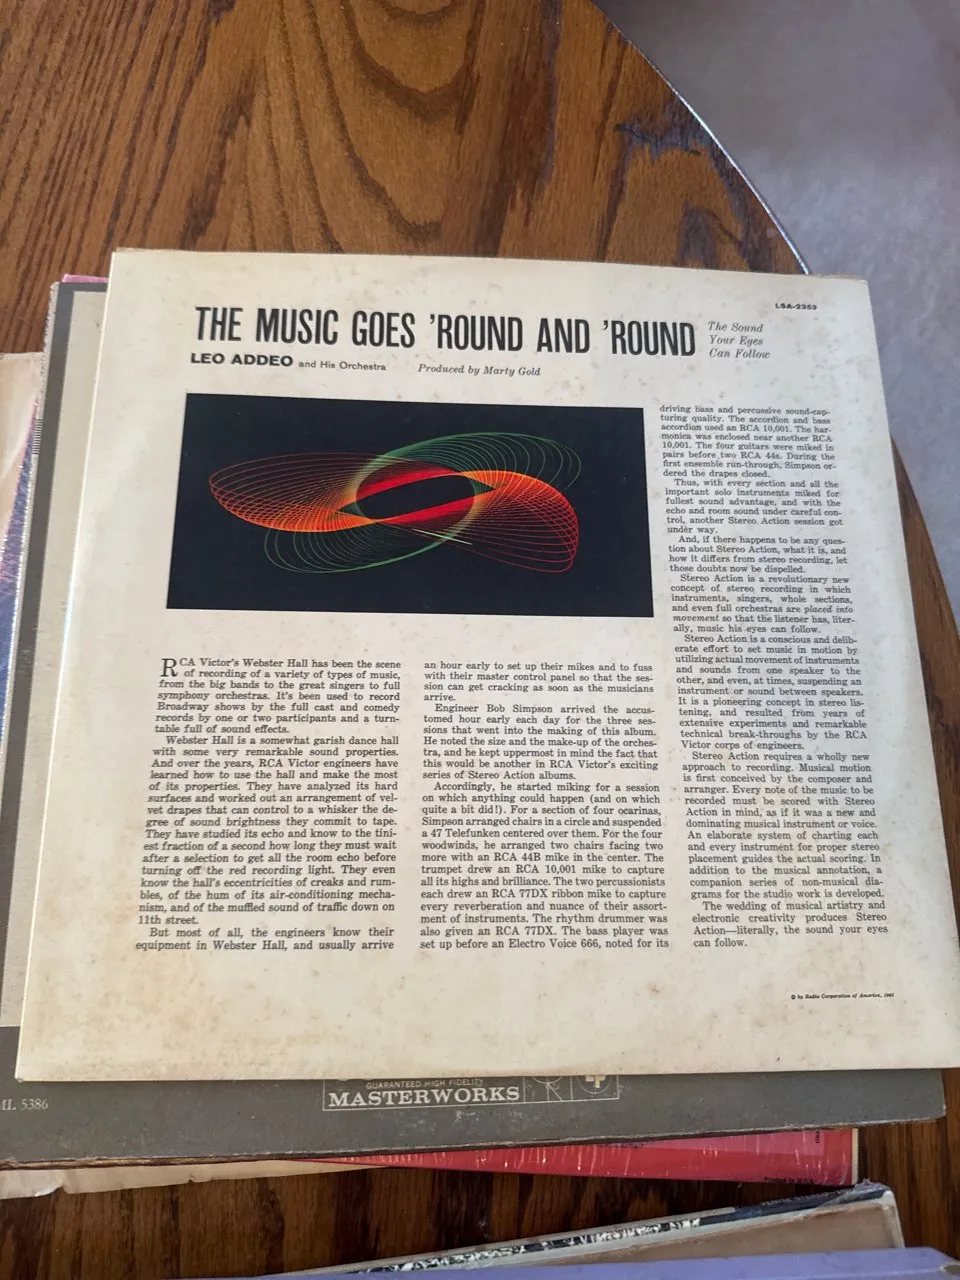 LSA-2353
THE MUSIC GOES 'ROUND AND 'ROUND
The Sound
Your Eyes
Can Follow
LEO ADDEO and His Orchestra
Produced by Marty Gold
RCA Victor's Webster Hall has been the scene
of recording of a variety of types of music,
from the big bands to the great singers to full
symphony orchestras. It's been used to record
Broadway shows by the full cast and comedy
records by one or two participants and a turn-
table full of sound effects.
Webster Hall is a somewhat garish dance hall
with some very remarkable sound properties.
And over the years, RCA Victor engineers have
learned how to use the hall and make the most
of its properties. They have analyzed its hard
surfaces and worked out an arrangement of vel-
vet drapes that can control to a whisker the de-
gree of sound brightness they commit to tape.
They have studied its echo and know to the tini-
est fraction of a second how long they must wait
after a selection to get all the room echo before
turning off the red recording light. They even
know the hall's eccentricities of creaks and rum-
bles, of the hum of its air-conditioning mecha-
nism, and of the muffled sound of traffic down on
11th street.
But most of all, the engineers know their
equipment in Webster Hall, and usually arrive
an hour early to set up their mikes and to fuss
with their master control panel so that the ses-
sion can get cracking as soon as the musicians
arrive.
Engineer Bob Simpson arrived the accus-
tomed hour early each day for the three ses-
sions that went into the making of this album.
He noted the size and the make-up of the orches-
tra, and he kept uppermost in mind the fact that
this would be another in RCA Victor's exciting
series of Stereo Action albums.
Accordingly, he started miking for a session
on which anything could happen (and on which
quite a bit did!). For a section of four ocarinas,
Simpson arranged chairs in a circle and suspended
a 47 Telefunken centered over them. For the four
woodwinds, he arranged two chairs facing two
more with an RCA 44B mike in the center. The
trumpet drew an RCA 10,001 mike to capture
all its highs and brilliance. The two percussionists
each drew an RCA 77DX ribbon mike to capture
every reverberation and nuance of their assort-
ment of instruments. The rhythm drummer was
also given an RCA 77DX. The bass player was
set up before an Electro Voice 666, noted for its
driving bass and percussive sound-cap-
turing quality. The accordion and bass
accordion used an RCA 10,001. The har-
monica was enclosed near another RCA
10,001. The four guitars were miked in
pairs before two RCA 44s. During the
first ensemble run-through, Simpson or-
dered the drapes closed.
Thus, with every section and all the
important solo instruments miked for
fullest sound advantage, and with the
echo and room sound under careful con-
trol, another Stereo Action session got
under way.
And, if there happens to be any ques-
tion about Stereo Action, what it is, and
how it differs from stereo recording, let
those doubts now be dispelled.
Stereo Action is a revolutionary new
concept of stereo recording in which
instruments, singers, whole sections,
and even full orchestras are placed into
movement so that the listener has, liter-
ally, music his eyes can follow.
Stereo Action is a conscious and delib-
erate effort to set music in motion by
utilizing actual movement of instruments
and sounds from one speaker to the
other, and even, at times, suspending an
instrument or sound between speakers.
It is a pioneering concept in stereo lis-
tening, and resulted from years of
extensive experiments and remarkable
technical break-throughs by the RCA
Victor corps of engineers.
Stereo Action requires a wholly new
approach to recording. Musical motion
is first conceived by the composer and
arranger. Every note of the music to be
recorded must be scored with Stereo
Action in mind, as if it was a new and
dominating musical instrument or voice.
An elaborate system of charting each
and every instrument for proper stereo
placement guides the actual scoring. In
addition to the musical annotation, a
companion series of non-musical dia-
grams for the studio work is developed.
The wedding of musical artistry and
electronic creativity produces Stereo
Action—literally, the sound your eyes
can follow.
© by Radio Corporation of America, 1961
GUARANTEED HIGH FIDELITY
MASTERWORKS
ML 5386
Printed in U.S.A.